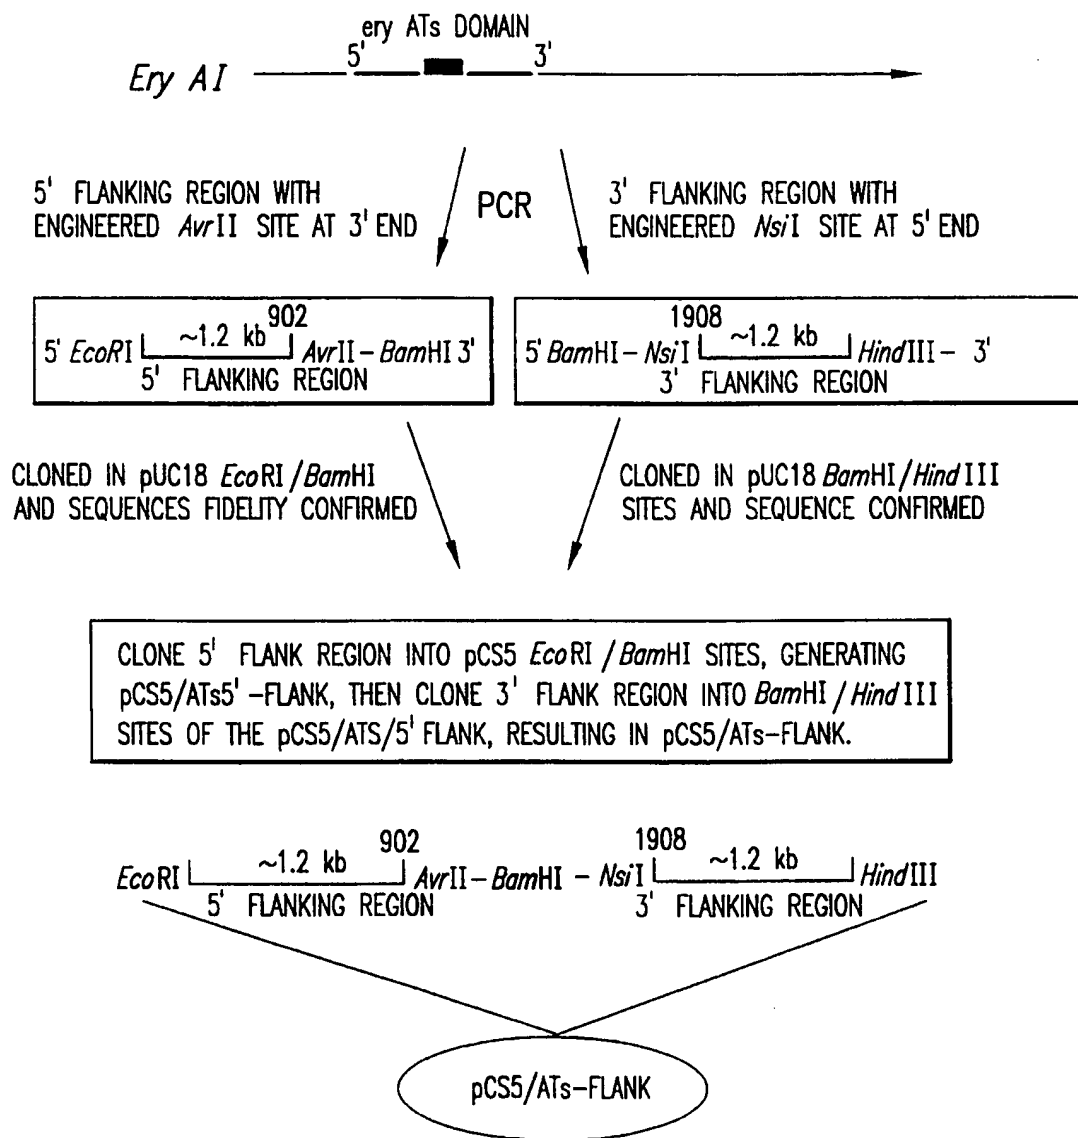 ery ATs DOMAIN
5' 3'
Ery AI
5' FLANKING REGION WITH
ENGINEERED AvrII SITE AT 3' END
PCR
3' FLANKING REGION WITH
ENGINEERED NsiI SITE AT 5' END
902
5' EcoRI ~1.2 kb AvrII-BamHI 3'
5' FLANKING REGION
1908
5' BamHI-NsiI ~1.2 kb HindIII- 3'
3' FLANKING REGION
CLONED IN pUC18 EcoRI/BamHI
AND SEQUENCES FIDELITY CONFIRMED
CLONED IN pUC18 BamHI/HindIII
SITES AND SEQUENCE CONFIRMED
CLONE 5' FLANK REGION INTO pCS5 EcoRI/BamHI SITES, GENERATING
pCS5/ATs5'-FLANK, THEN CLONE 3' FLANK REGION INTO BamHI/HindIII
SITES OF THE pCS5/ATS/5' FLANK, RESULTING IN pCS5/ATs-FLANK.
902 1908
EcoRI ~1.2 kb AvrII-BamHI - NsiI ~1.2 kb HindIII
5' FLANKING REGION 3' FLANKING REGION
pCS5/ATs-FLANK